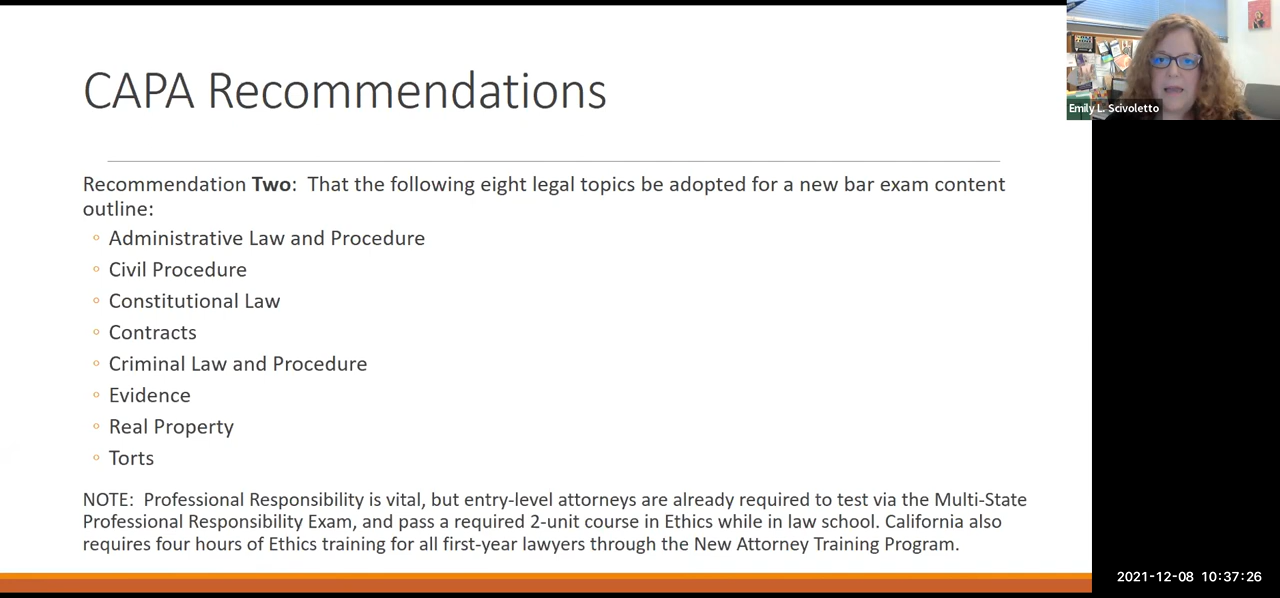 CAPA Recommendations
Emily L. Scivoletto
Recommendation Two: That the following eight legal topics be adopted for a new bar exam content
outline:
Administrative Law and Procedure
Civil Procedure
Constitutional Law
Contracts
Criminal Law and Procedure
Evidence
Real Property
Torts
NOTE: Professional Responsibility is vital, but entry-level attorneys are already required to test via the Multi-State
Professional Responsibility Exam, and pass a required 2-unit course in Ethics while in law school. California also
requires four hours of Ethics training for all first-year lawyers through the New Attorney Training Program.
2021-12-08 10:37:26